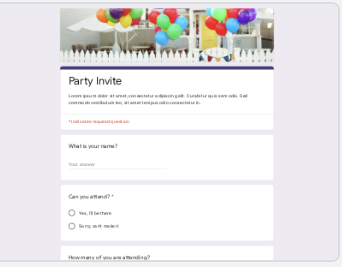 Party Invite
Lorem ipsum dolor sit amet, consectetur adipiscing elit. Curabitur quis sem odio. Sed
commodo vestibulum leo, sit amet tempus odio consectetur in.
* Indicates required question
What is your name?
Your answer
Can you attend? *
Yes, I'll be there
Sorry, can't make it
How many of you are attending?